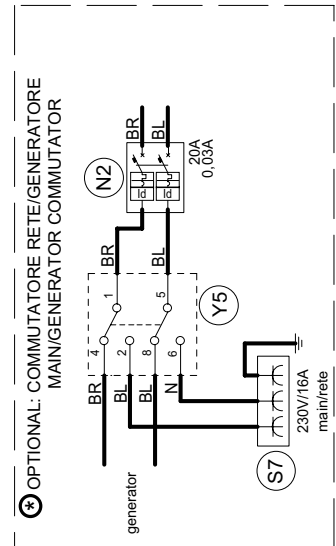 * OPTIONAL: COMMUTATORE RETE/GENERATORE
MAIN/GENERATOR COMMUTATOR
BR
BL
N2
Id
Id
20A
0,03A
BR
BL
1
5
Y5
4
2
8
6
BR
BL
BL
N
generator
S7
230V/16A
main/rete